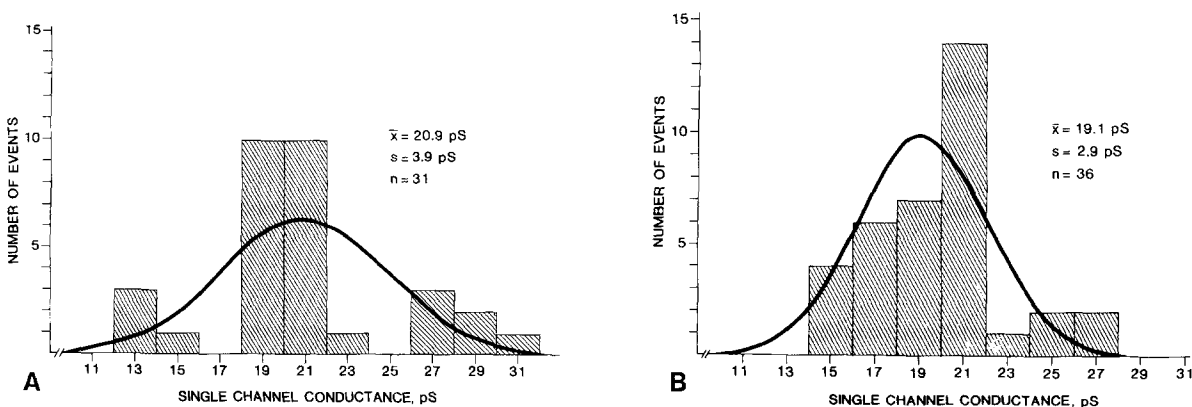 15
10
5
NUMBER OF EVENTS
x̄ = 20.9 pS
s = 3.9 pS
n = 31
11 13 15 17 19 21 23 25 27 29 31
SINGLE CHANNEL CONDUCTANCE, pS
A
15
10
5
NUMBER OF EVENTS
x̄ = 19.1 pS
s = 2.9 pS
n = 36
11 13 15 17 19 21 23 25 27 29 31
SINGLE CHANNEL CONDUCTANCE, pS
B